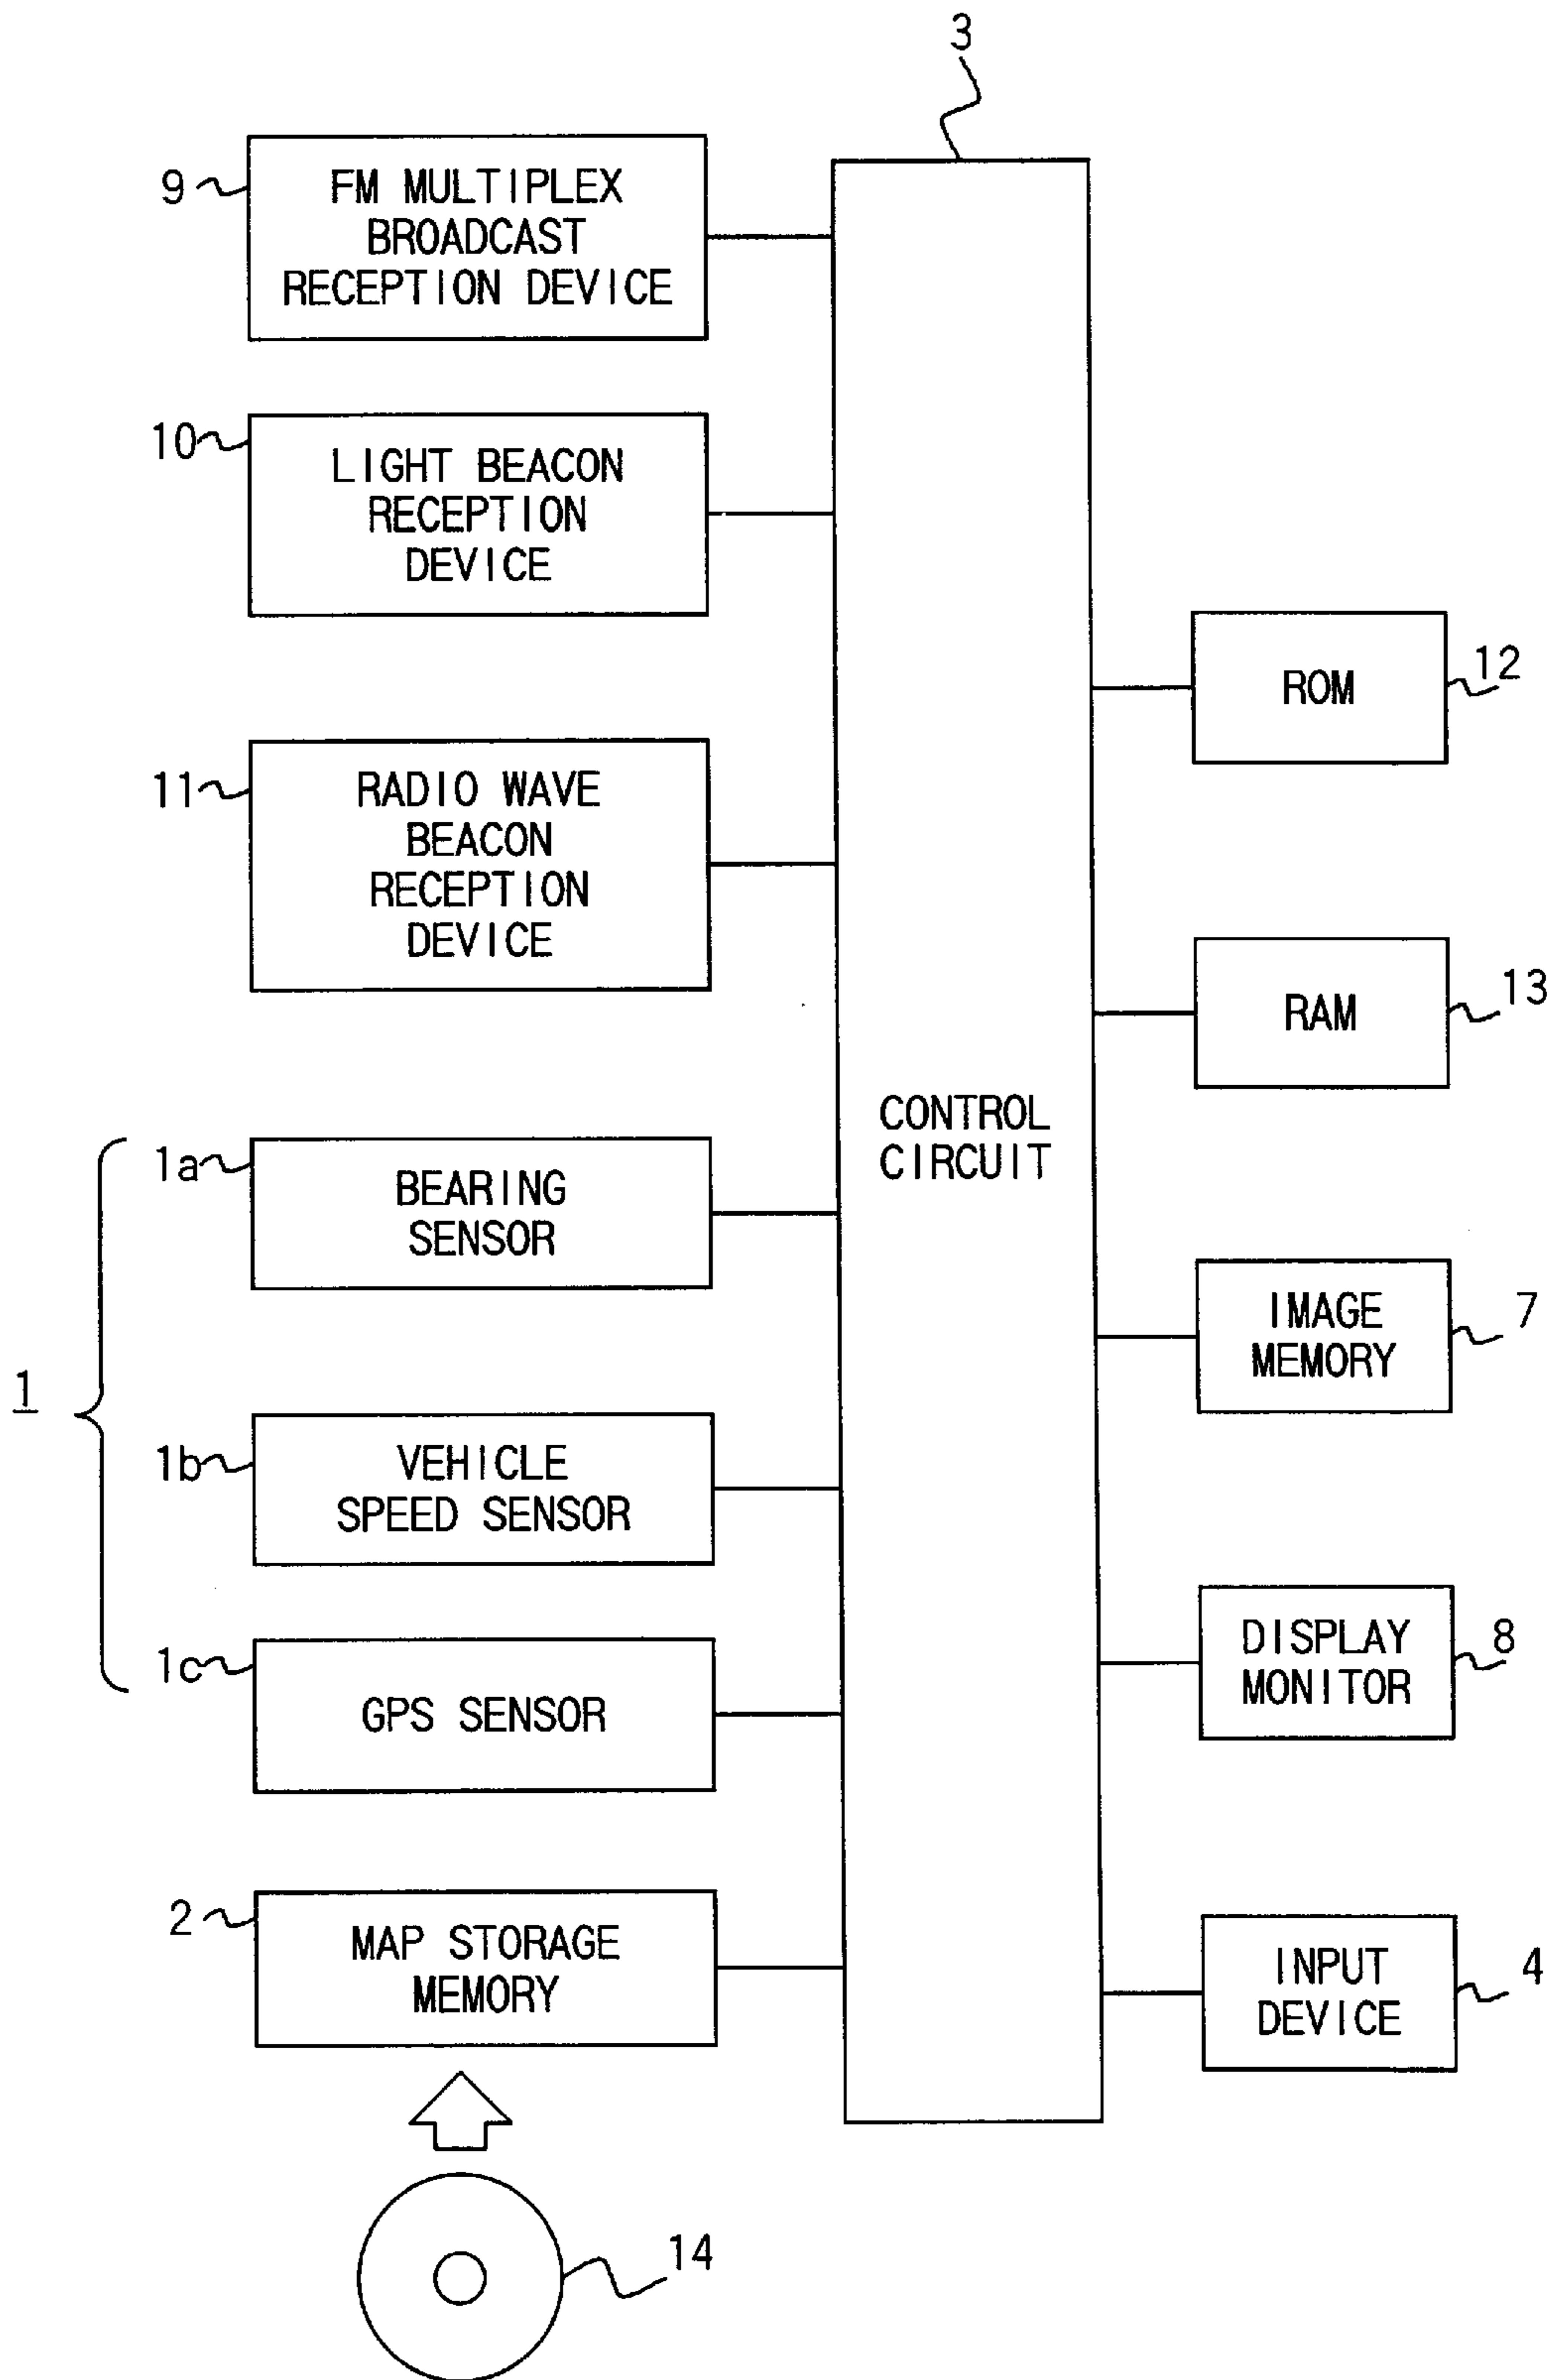 3
9
FM MULTIPLEX
BROADCAST
RECEPTION DEVICE
10
LIGHT BEACON
RECEPTION
DEVICE
11
RADIO WAVE
BEACON
RECEPTION
DEVICE
1
1a
BEARING
SENSOR
1b
VEHICLE
SPEED SENSOR
1c
GPS SENSOR
2
MAP STORAGE
MEMORY
14
CONTROL
CIRCUIT
ROM
12
RAM
13
IMAGE
MEMORY
7
DISPLAY
MONITOR
8
INPUT
DEVICE
4